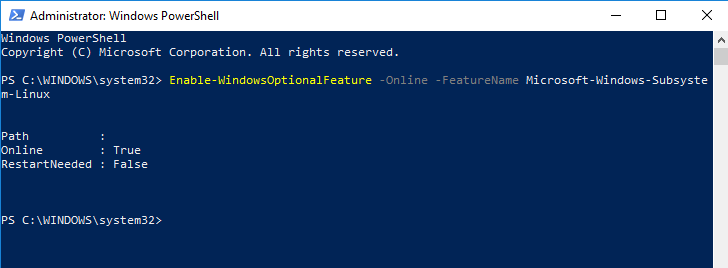 Administrator: Windows PowerShell
Windows PowerShell
Copyright (C) Microsoft Corporation. All rights reserved.
PS C:\WINDOWS\system32> Enable-WindowsOptionalFeature -Online -FeatureName Microsoft-Windows-Subsyste
m-Linux
Path          :
Online        : True
RestartNeeded : False
PS C:\WINDOWS\system32>